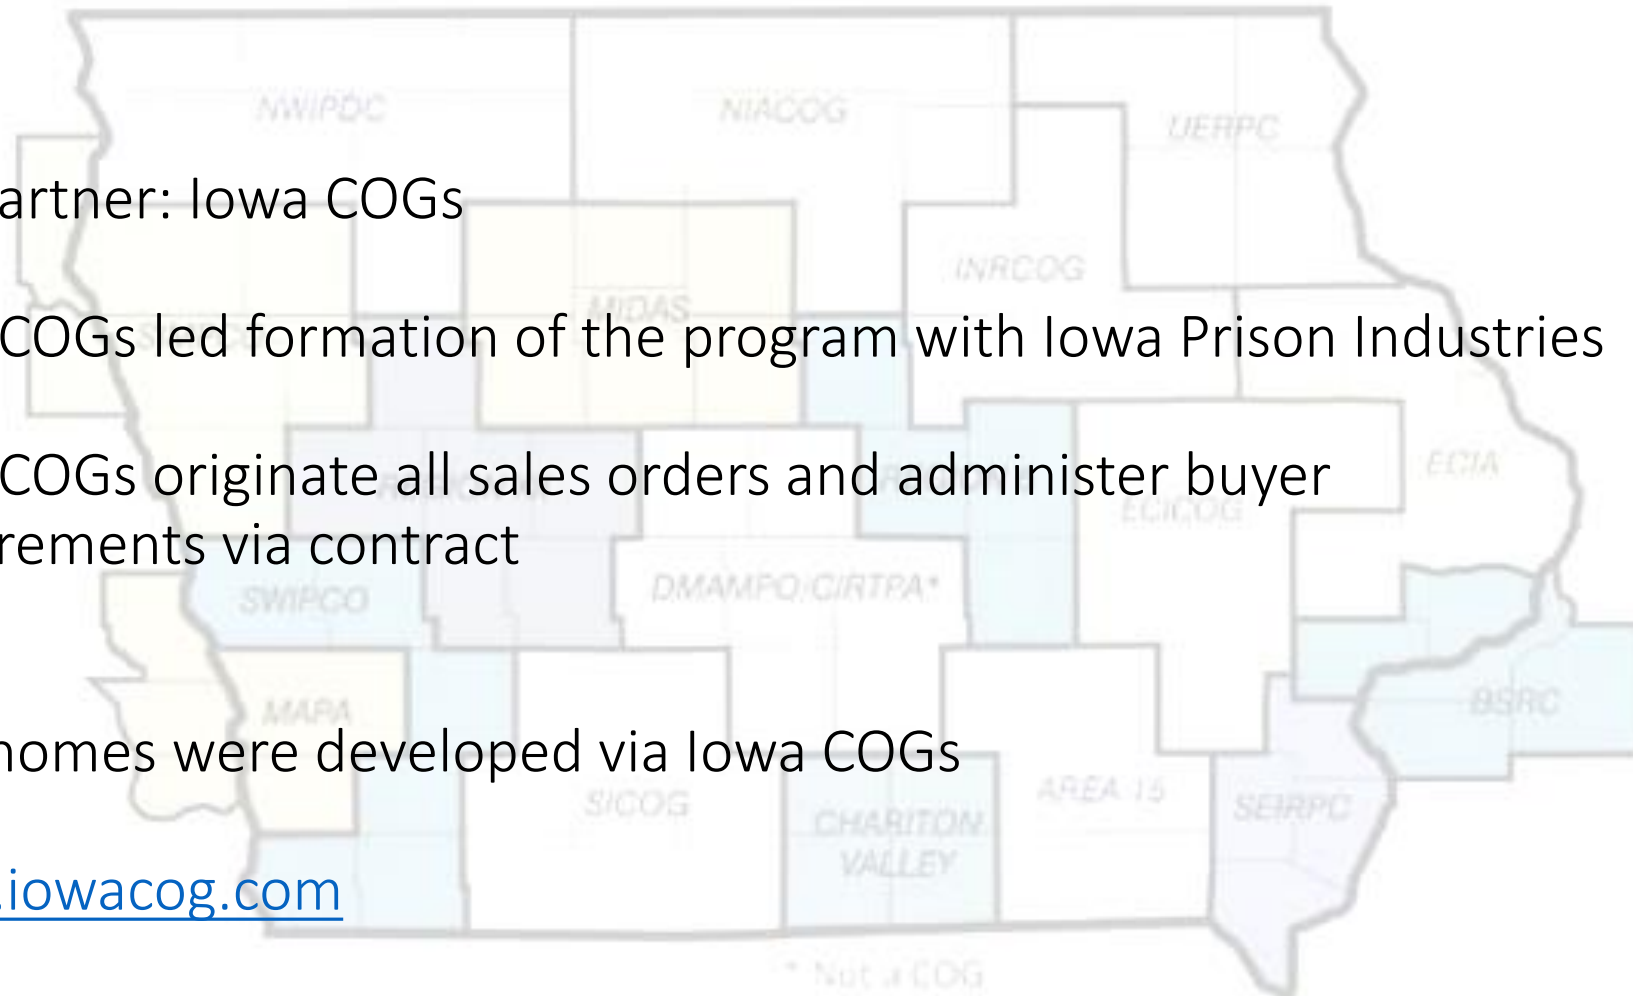 NWIPDC
NIACOG
UERPC
artner: Iowa COGs
INRCOG
MIDAS
COGs led formation of the program with Iowa Prison Industries
ECIA
COGs originate all sales orders and administer buyer
ECICOG
rements via contract
DMAMPO/CIRTPA*
SWIPCO
MAPA
BSRC
homes were developed via Iowa COGs
AREA 15
SICOG
SEIRPC
CHARITON
VALLEY
.iowacog.com
* Not a COG